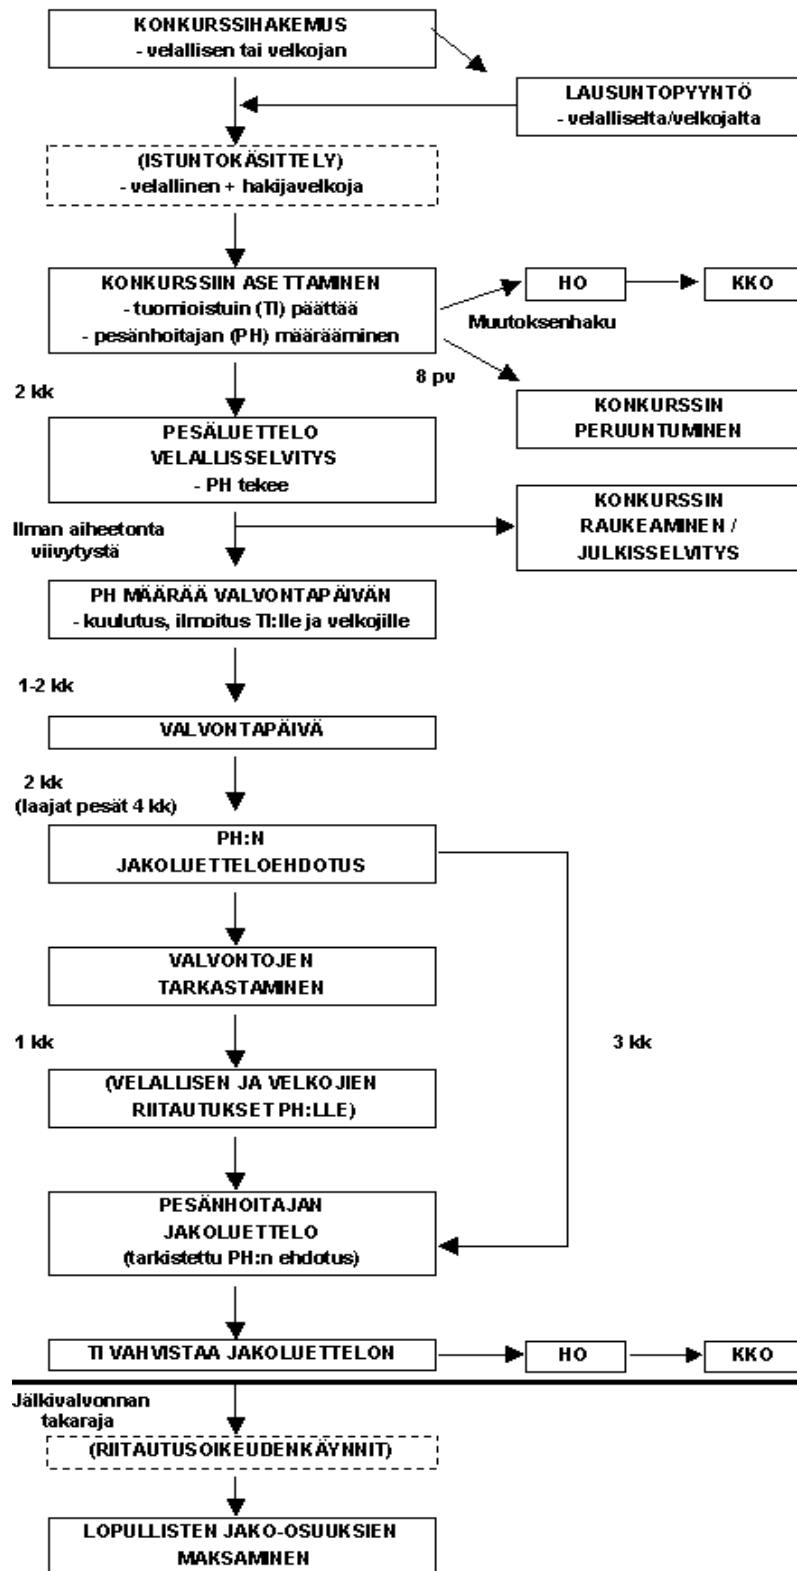 KONKURSSIHAKEMUS
- velallisen tai velkojan
LAUSUNTOPYYNTÖ
- velalliselta/velkojalta
(ISTUNTOKÄSITTELY)
- velallinen + hakijavelkoja
KONKURSSIIN ASETTAMINEN
- tuomioistuin (TI) päättää
- pesänhoitajan (PH) määrääminen
HO
KKO
Muutoksenhaku
8 pv
2 kk
KONKURSSIN
PERUUNTUMINEN
PESÄLUETTELO
VELALLISSELVITYS
- PH tekee
KONKURSSIN
RAUKEAMINEN /
JULKISSELVITYS
Ilman aiheetonta
viivytystä
PH MÄÄRÄÄ VALVONTAPÄIVÄN
- kuulutus, ilmoitus TI:lle ja velkojille
1-2 kk
VALVONTAPÄIVÄ
2 kk
(laajat pesät 4 kk)
PH:N
JAKOLUETTELOEHDOTUS
VALVONTOJEN
TARKASTAMINEN
1 kk
3 kk
(VELALLISEN JA VELKOJIEN
RIITAUTUKSET PH:LLE)
PESÄNHOITAJAN
JAKOLUETTELO
(tarkistettu PH:n ehdotus)
TI VAHVISTAA JAKOLUETTELON
HO
KKO
Jälkivalvonnan
takaraja
(RIITAUTUSOIKEUDENKÄYNNIT)
LOPULLISTEN JAKO-OSUUKSIEN
MAKSAMINEN